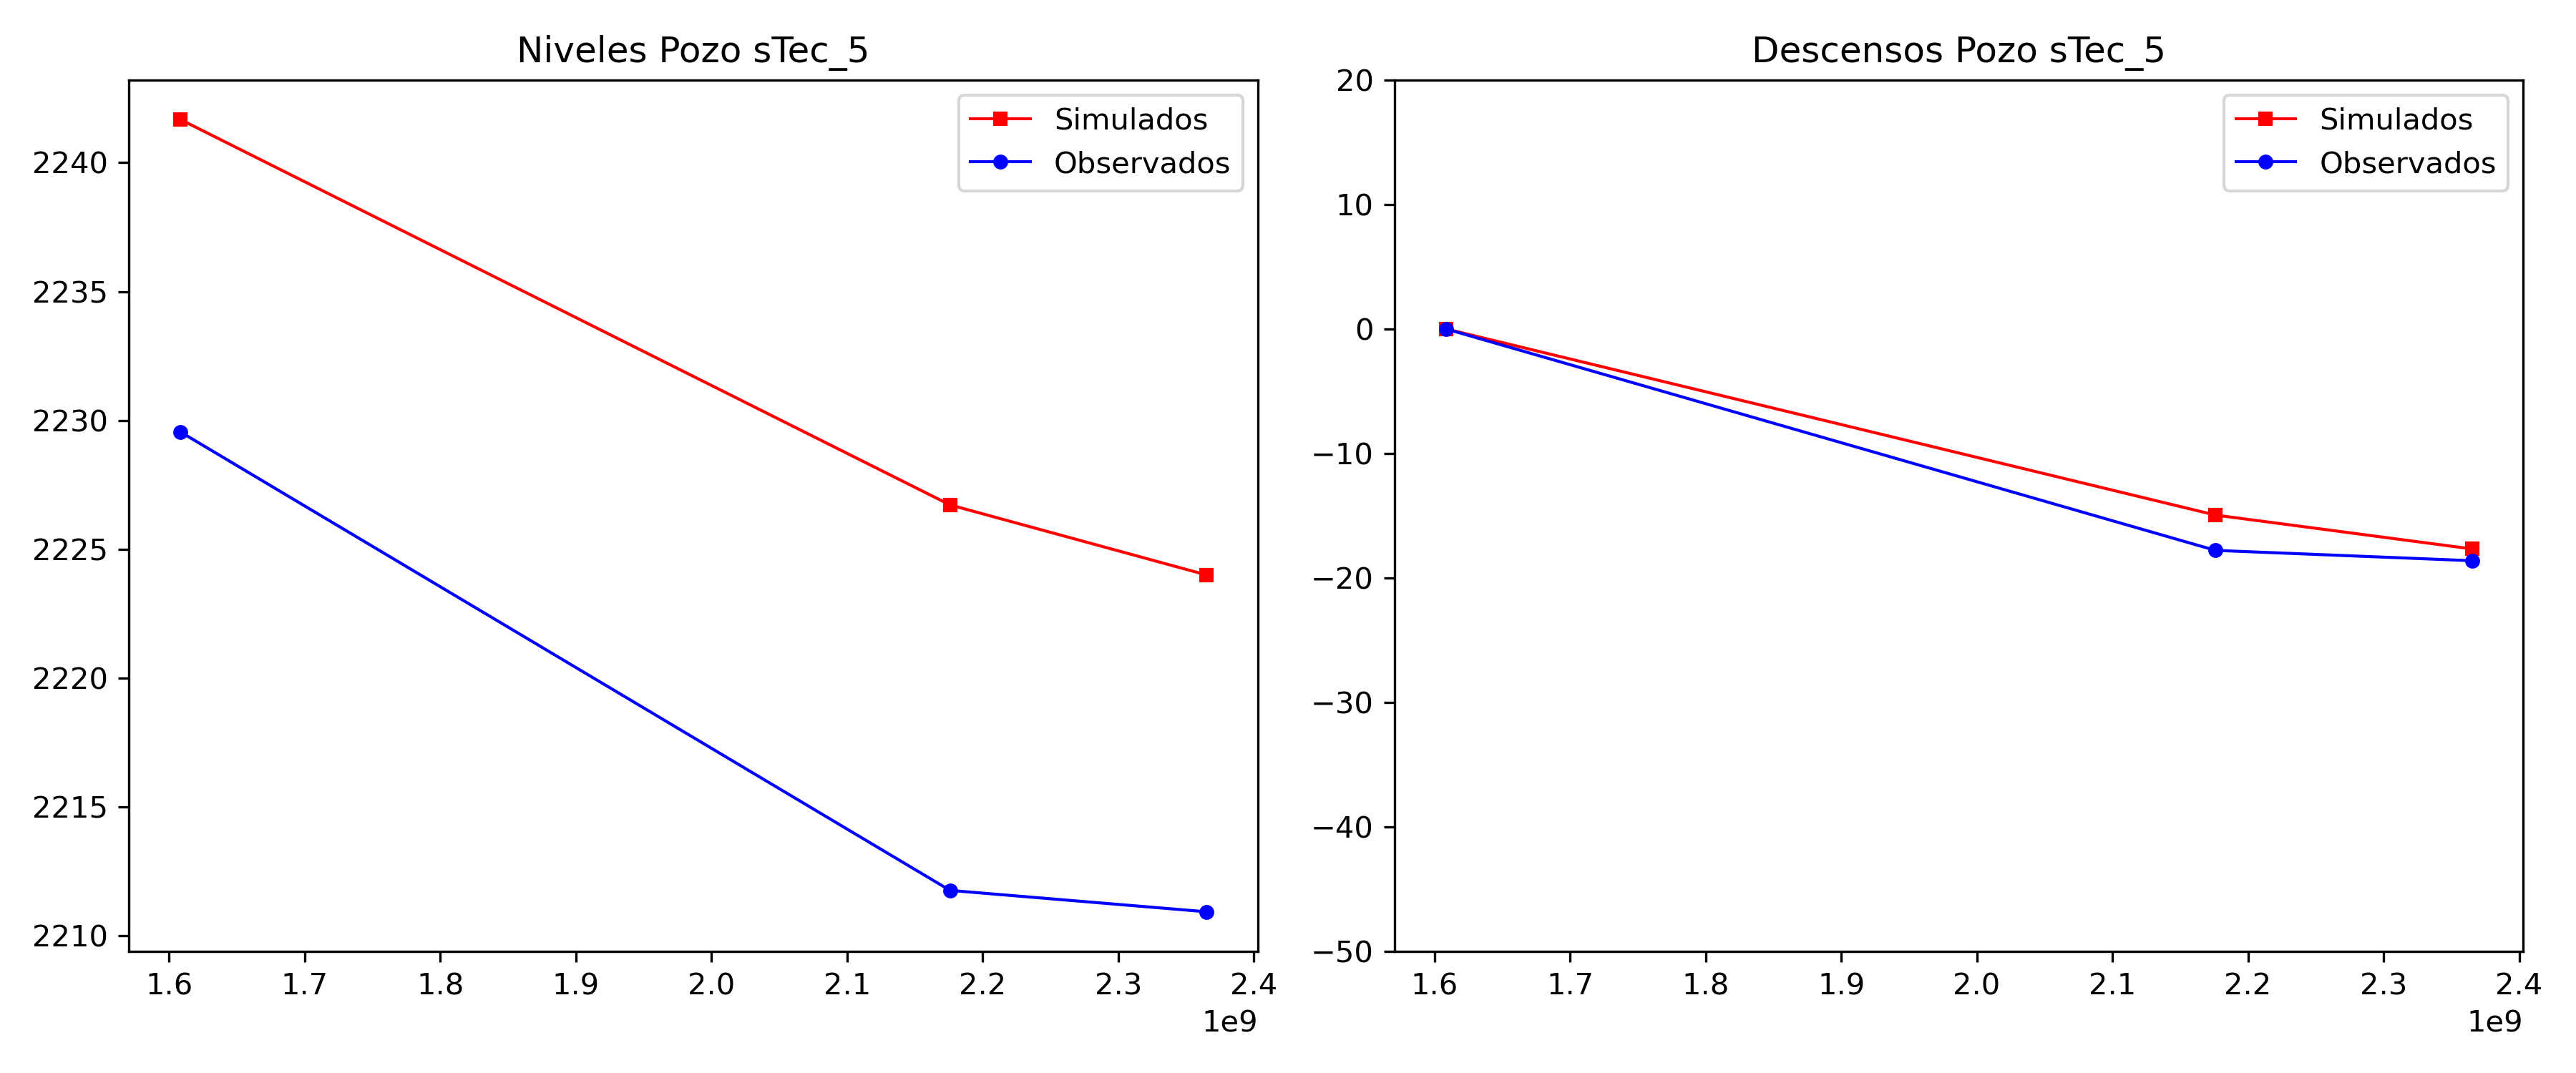 Niveles Pozo sTec_5
Simulados
Observados
2240
2235
2230
2225
2220
2215
2210
1.6 1.7 1.8 1.9 2.0 2.1 2.2 2.3 2.4
1e9
Descensos Pozo sTec_5
Simulados
Observados
20
10
0
−10
−20
−30
−40
−50
1.6 1.7 1.8 1.9 2.0 2.1 2.2 2.3 2.4
1e9